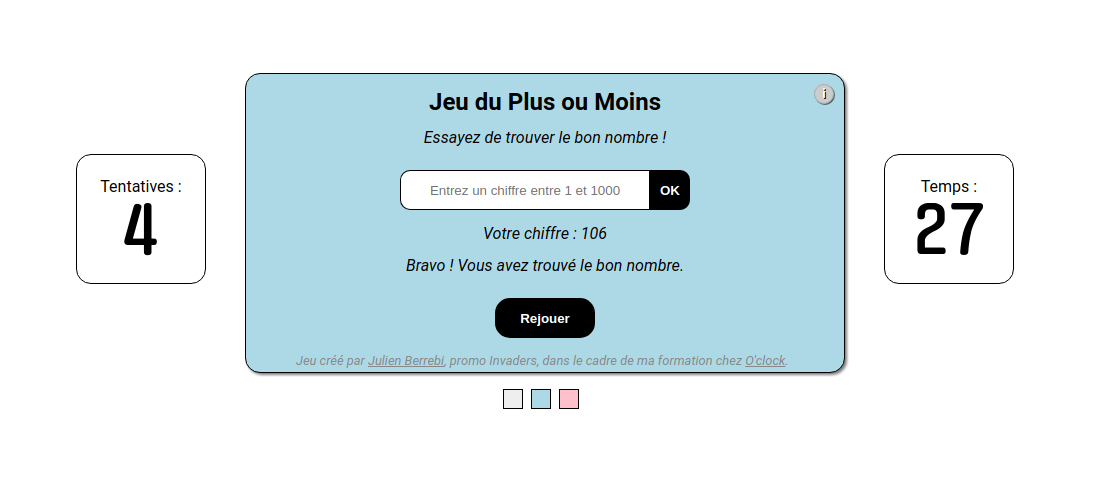 Jeu du Plus ou Moins
i
Essayez de trouver le bon nombre !
Tentatives :
4
Entrez un chiffre entre 1 et 1000
OK
Temps :
27
Votre chiffre : 106
Bravo ! Vous avez trouvé le bon nombre.
Rejouer
Jeu créé par Julien Berrebi, promo Invaders, dans le cadre de ma formation chez O'clock.